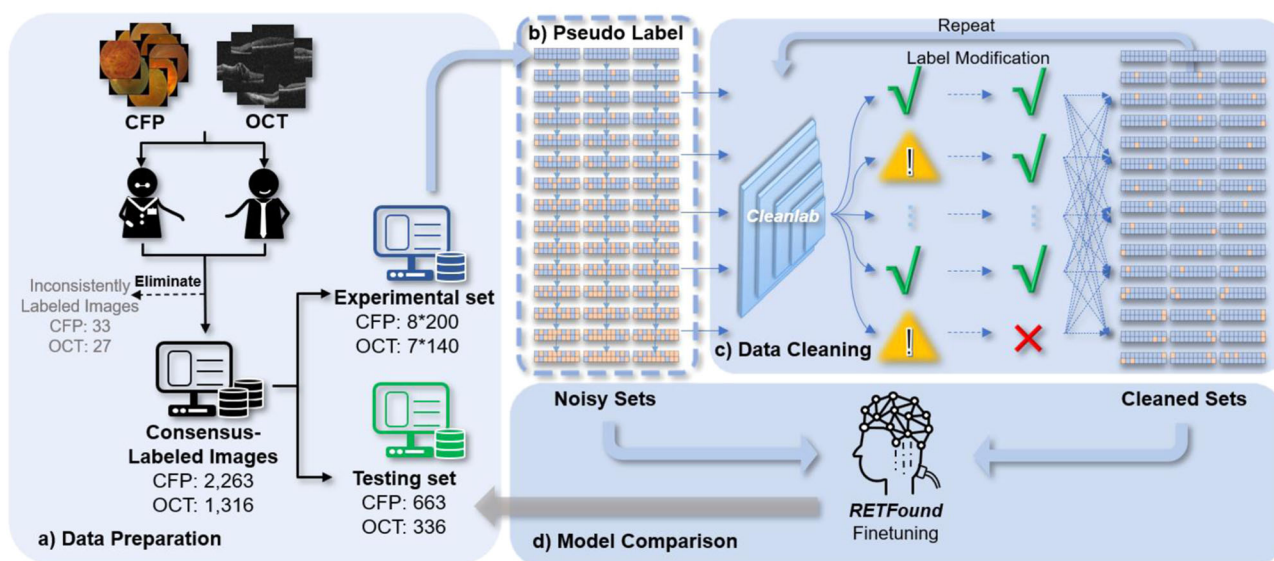 CFP
OCT
Eliminate
Inconsistently
Labeled Images
CFP: 33
OCT: 27
Consensus-
Labeled Images
CFP: 2,263
OCT: 1,316
Experimental set
CFP: 8*200
OCT: 7*140
Testing set
CFP: 663
OCT: 336
a) Data Preparation
b) Pseudo Label
Repeat
Label Modification
Cleanlab
!
!
c) Data Cleaning
Noisy Sets
Cleaned Sets
RETFound
Finetuning
d) Model Comparison